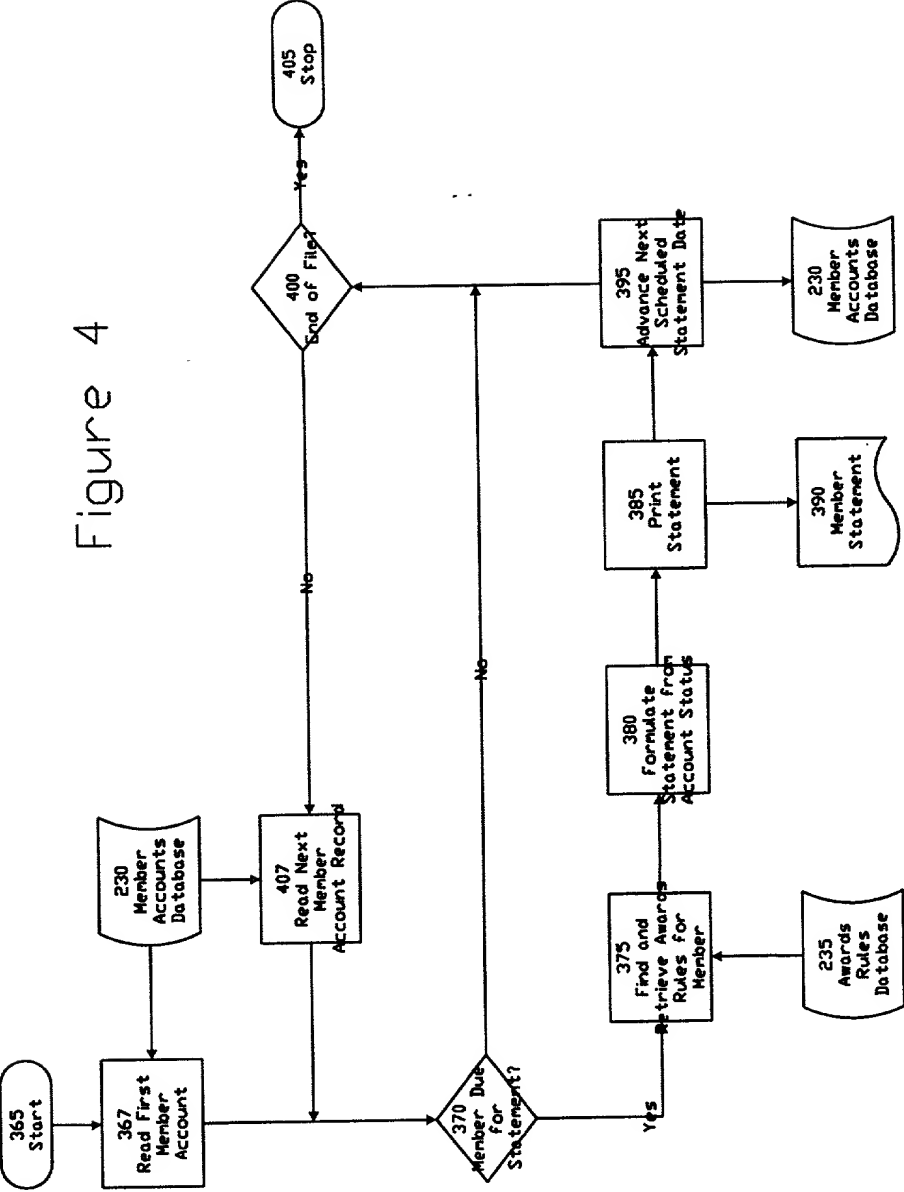 Figure 4
365
Start
367
Read First
Member
Account
230
Member
Accounts
Database
407
Read Next
Member
Account Record
No
400
End of File?
Yes
405
Stop
370
Member Due
for
Statement?
No
Yes
375
Find and
Retrieve Awards
Rules for
Member
235
Awards
Rules
Database
380
Formulate
Statement from
Account Status
385
Print
Statement
390
Member
Statement
395
Advance Next
Scheduled
Statement Date
230
Member
Accounts
Database